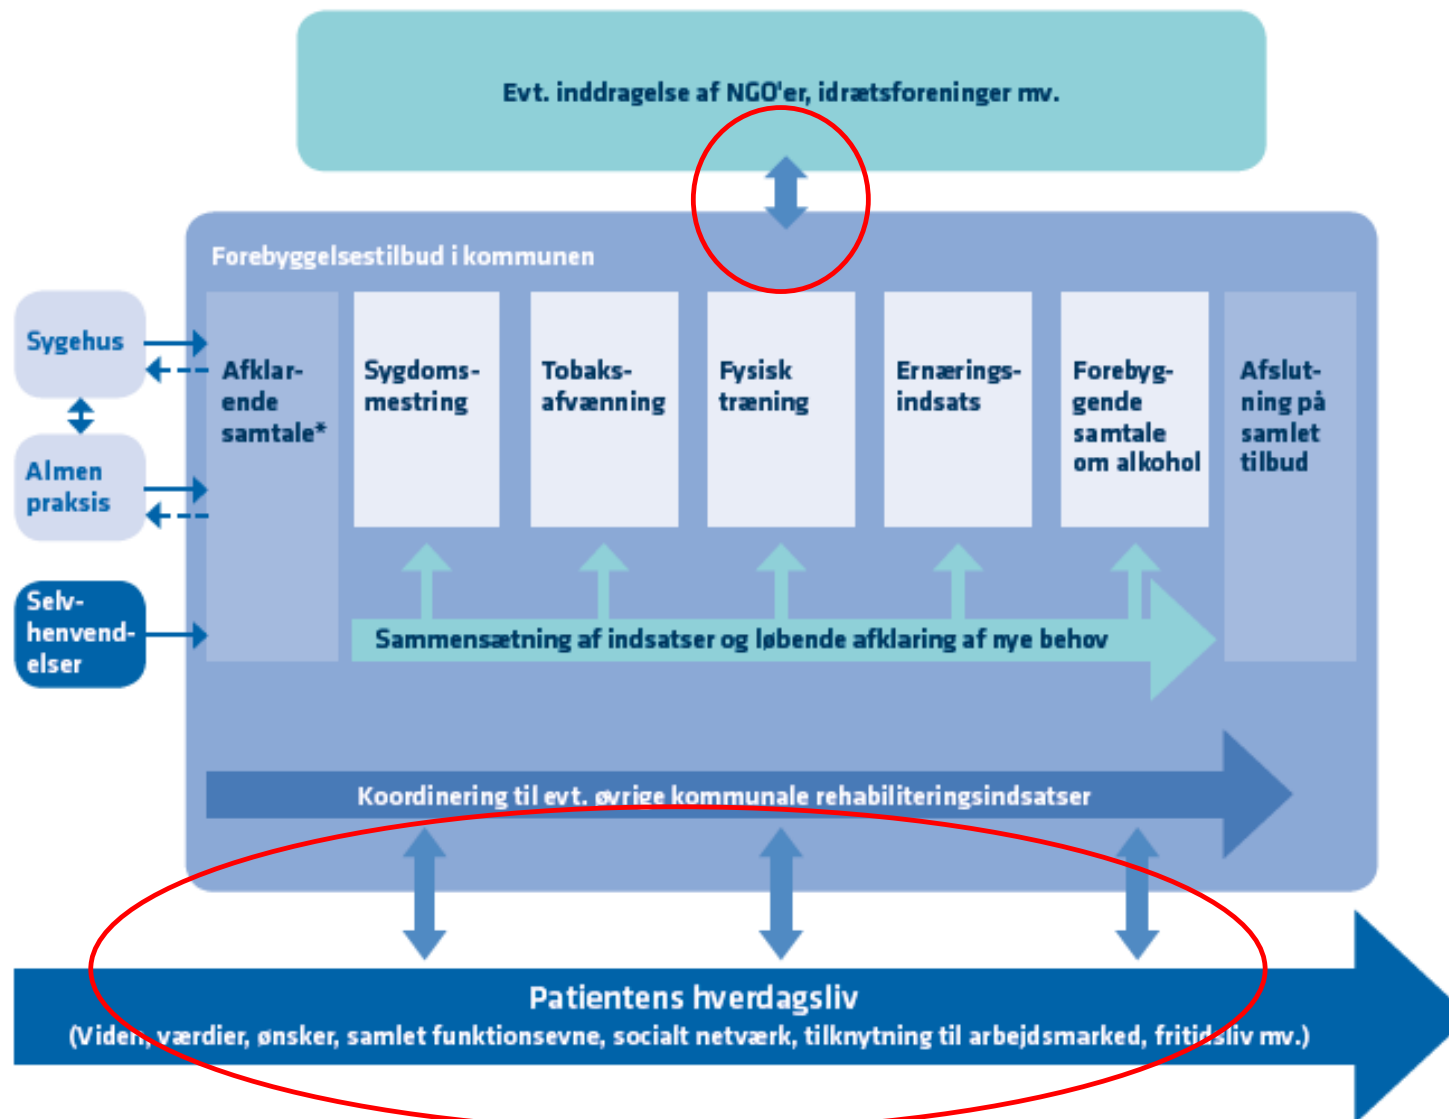 Evt. inddragelse af NGO'er, idrætsforeninger mv.
Forebyggelsestilbud i kommunen
Sygehus
Almen
praksis
Selv-
henvend-
elser
Afklar-
ende
samtale*
Sygdoms-
mestring
Tobaks-
afvænning
Fysisk
træning
Ernærings-
indsats
Forebyg-
gende
samtale
om alkohol
Afslut-
ning på
samlet
tilbud
Sammensætning af indsatser og løbende afklaring af nye behov
Koordinering til evt. øvrige kommunale rehabiliteringsindsatser
Patientens hverdagsliv
(Viden, værdier, ønsker, samlet funktionsevne, socialt netværk, tilknytning til arbejdsmarked, fritidsliv mv.)